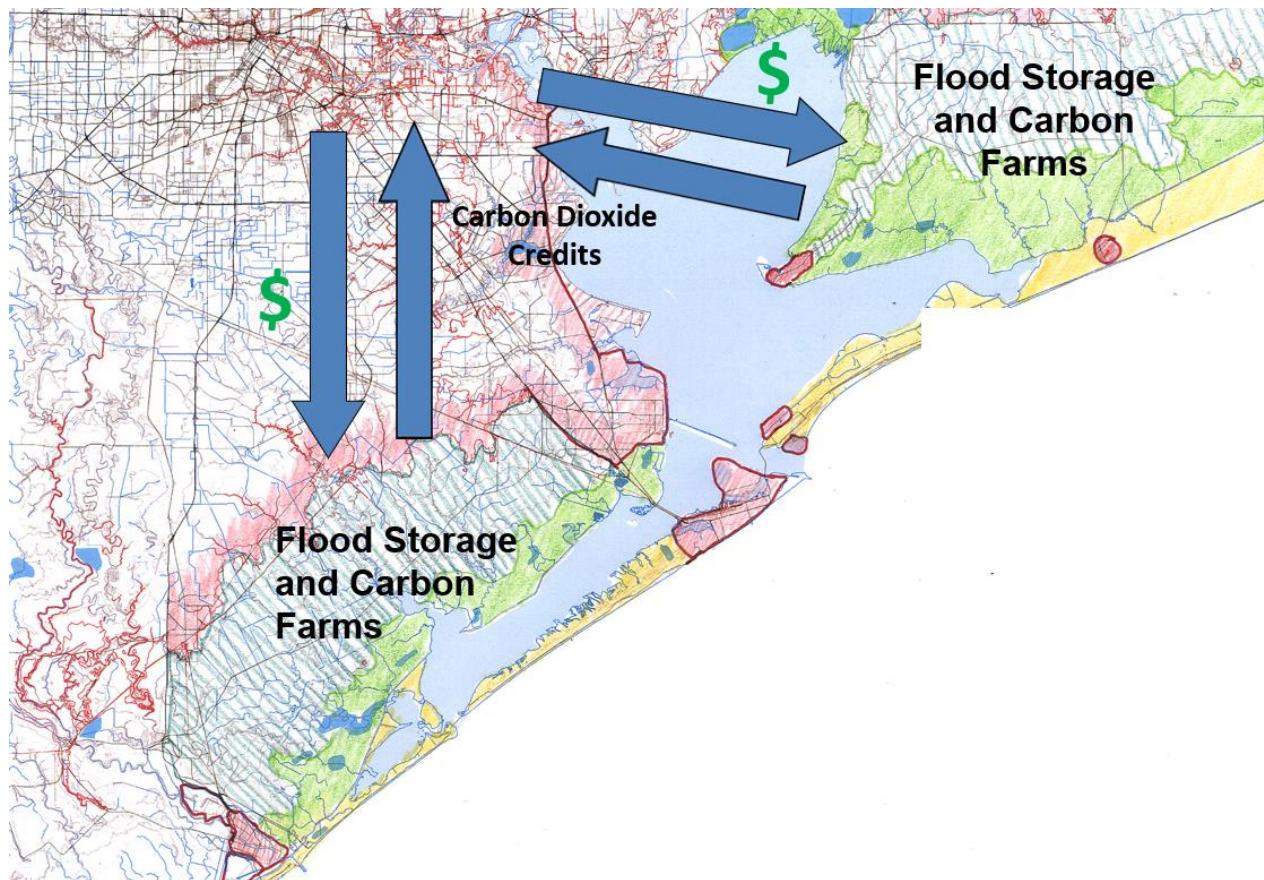 $
Flood Storage
and Carbon
Farms
Carbon Dioxide
Credits
$
Flood Storage
and Carbon
Farms